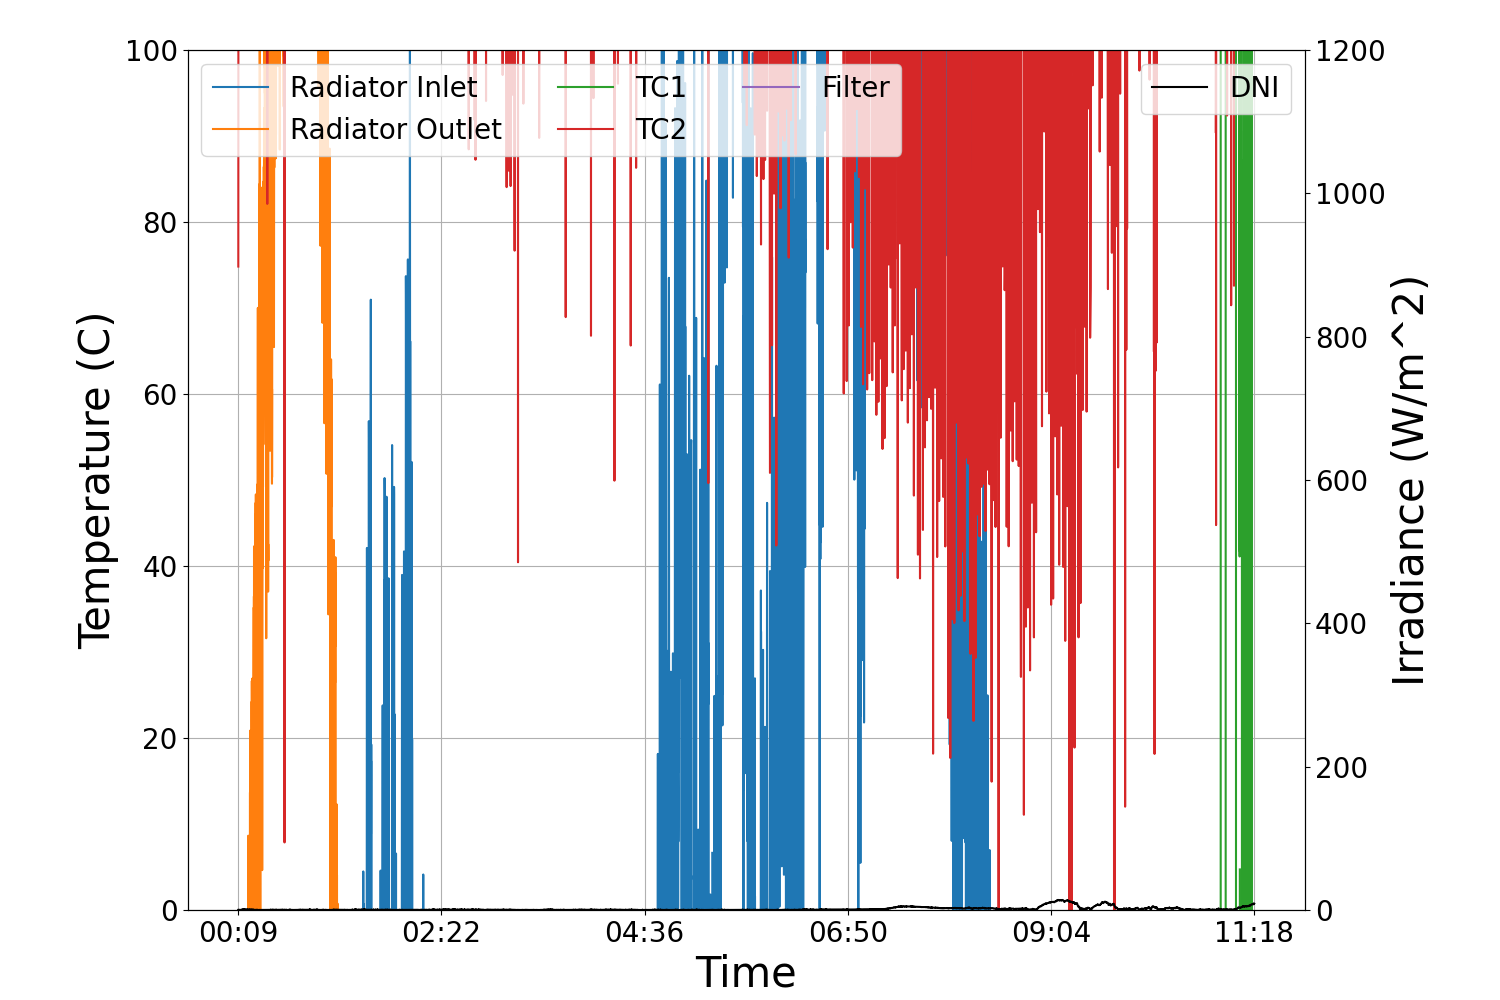 100
80
60
40
20
0
Temperature (C)
Radiator Inlet
Radiator Outlet
TC1
TC2
Filter
DNI
1200
1000
800
600
400
200
0
Irradiance (W/m^2)
00:09
02:22
04:36
06:50
09:04
11:18
Time